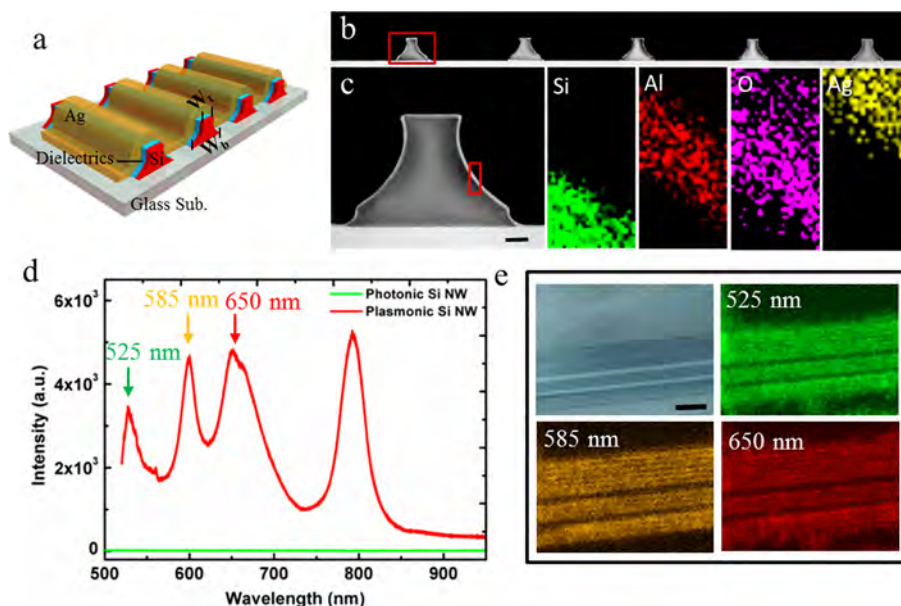 a
Ag
W_t
W_b
Dielectrics
Si
Glass Sub.
b
c
Si
Al
O
Ag
d
6x10³
4x10³
2x10³
0
Intensity (a.u.)
500 600 700 800 900
Wavelength (nm)
525 nm
585 nm
650 nm
Photonic Si NW
Plasmonic Si NW
e
525 nm
585 nm
650 nm